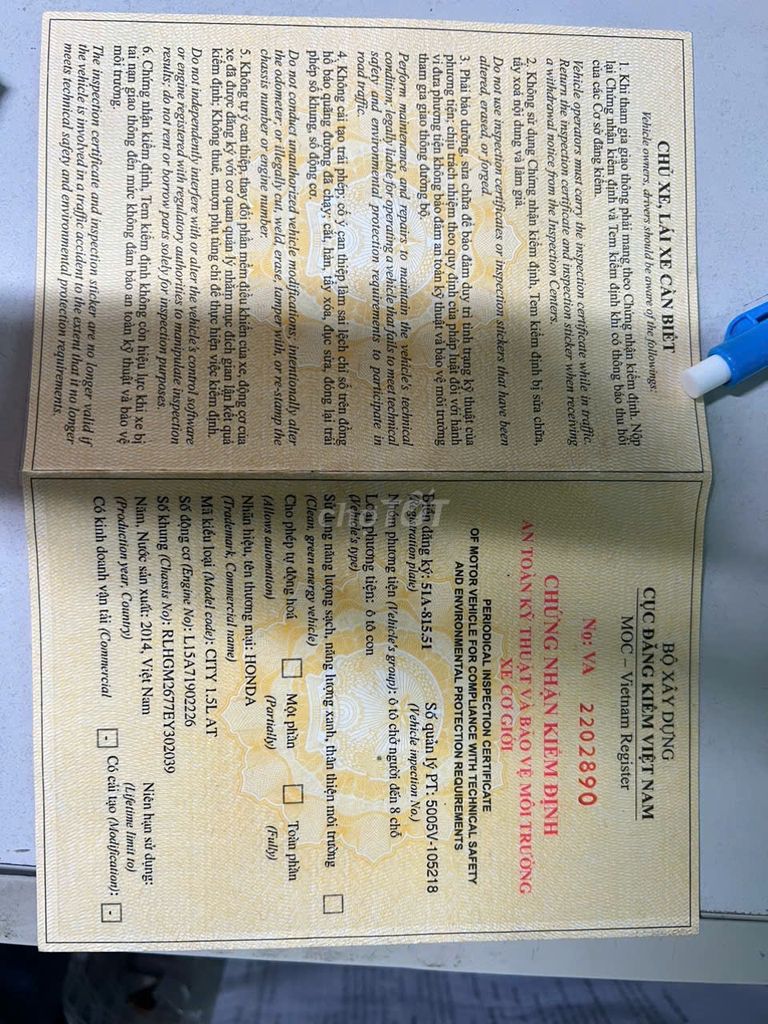 CHỦ XE, LÁI XE CẦN BIẾT
Vehicle owners, drivers should be aware of the followings:
1. Khi tham gia giao thông phải mang theo Chứng nhận kiểm định. Nộp
lại Chứng nhận kiểm định và Tem kiểm định khi có thông báo thu hồi
của các Cơ sở đăng kiểm.
Vehicle operators must carry the inspection certificate while in traffic.
Return the inspection certificate and inspection sticker when receiving
a withdrawal notice from the Inspection Centers.
2. Không sử dụng Chứng nhận kiểm định, Tem kiểm định bị sửa chữa,
tẩy xoá nội dung và làm giả.
Do not use inspection certificates or inspection stickers that have been
altered, erased, or forged.
3. Phải bảo dưỡng, sửa chữa để bảo đảm duy trì tình trạng kỹ thuật của
phương tiện; chịu trách nhiệm theo quy định của pháp luật đối với hành
vi đưa phương tiện không bảo đảm an toàn kỹ thuật và bảo vệ môi trường
tham gia giao thông đường bộ.
Perform maintenance and repairs to maintain the vehicle's technical
condition, legally liable for operating a vehicle that fails to meet technical
safety and environmental protection requirements to participate in
road traffic.
4. Không cải tạo trái phép; cố ý can thiệp làm sai lệch chỉ số trên đồng
hồ báo quãng đường đã chạy; cắt, hàn, tẩy xóa, đục sửa, đóng lại trái
phép số khung, số động cơ.
Do not conduct unauthorized vehicle modifications; intentionally alter
the odometer; or illegally cut, weld, erase, tamper with, or re-stamp the
chassis number or engine number.
5. Không tự ý can thiệp, thay đổi phần mềm điều khiển của xe, động cơ của
xe đã được đăng ký với cơ quan quản lý nhằm mục đích gian lận kết quả
kiểm định; Không thuê, mượn phụ tùng chỉ để thực hiện việc kiểm định.
Do not independently interfere with or alter the vehicle's control software
or engine registered with regulatory authorities to manipulate inspection
results; do not rent or borrow parts solely for inspection purposes.
6. Chứng nhận kiểm định, Tem kiểm định không còn hiệu lực khi xe bị
tai nạn giao thông đến mức không đảm bảo an toàn kỹ thuật và bảo vệ
môi trường.
The inspection certificate and inspection sticker are no longer valid if
the vehicle is involved in a traffic accident to the extent that it no longer
meets technical safety and environmental protection requirements.
BỘ XÂY DỰNG
CỤC ĐĂNG KIỂM VIỆT NAM
MOC – Vietnam Register
No: VA 2202890
CHỨNG NHẬN KIỂM ĐỊNH
AN TOÀN KỸ THUẬT VÀ BẢO VỆ MÔI TRƯỜNG
XE CƠ GIỚI
PERIODICAL INSPECTION CERTIFICATE
OF MOTOR VEHICLE FOR COMPLIANCE WITH TECHNICAL SAFETY
AND ENVIRONMENTAL PROTECTION REQUIREMENTS
Biển đăng ký: 51A-815.51 Số quản lý PT: 5005V-105218
(Registration plate) (Vehicle inpection No.)
Nhóm phương tiện (Vehicle's group): ô tô chở người đến 8 chỗ
Loại phương tiện: ô tô con
(Vehicle's type)
Sử dụng năng lượng sạch, năng lượng xanh, thân thiện môi trường
(Clean, green energy vehicle)
Cho phép tự động hoá Một phần Toàn phần
(Allows automation) (Partially) (Fully)
Nhãn hiệu, tên thương mại: HONDA
(Trademark, Commercial name)
Mã kiểu loại (Model code): CITY 1.5L AT
Số động cơ (Engine No): L15A71902226
Số khung (Chassis No): RLHGM2677EY302039
Năm, Nước sản xuất: 2014, Việt Nam Niên hạn sử dụng:
(Production year, Country) (Lifetime limit to)
Có kinh doanh vận tải (Commercial - Có cải tạo (Modification): -
CHỢ TỐT